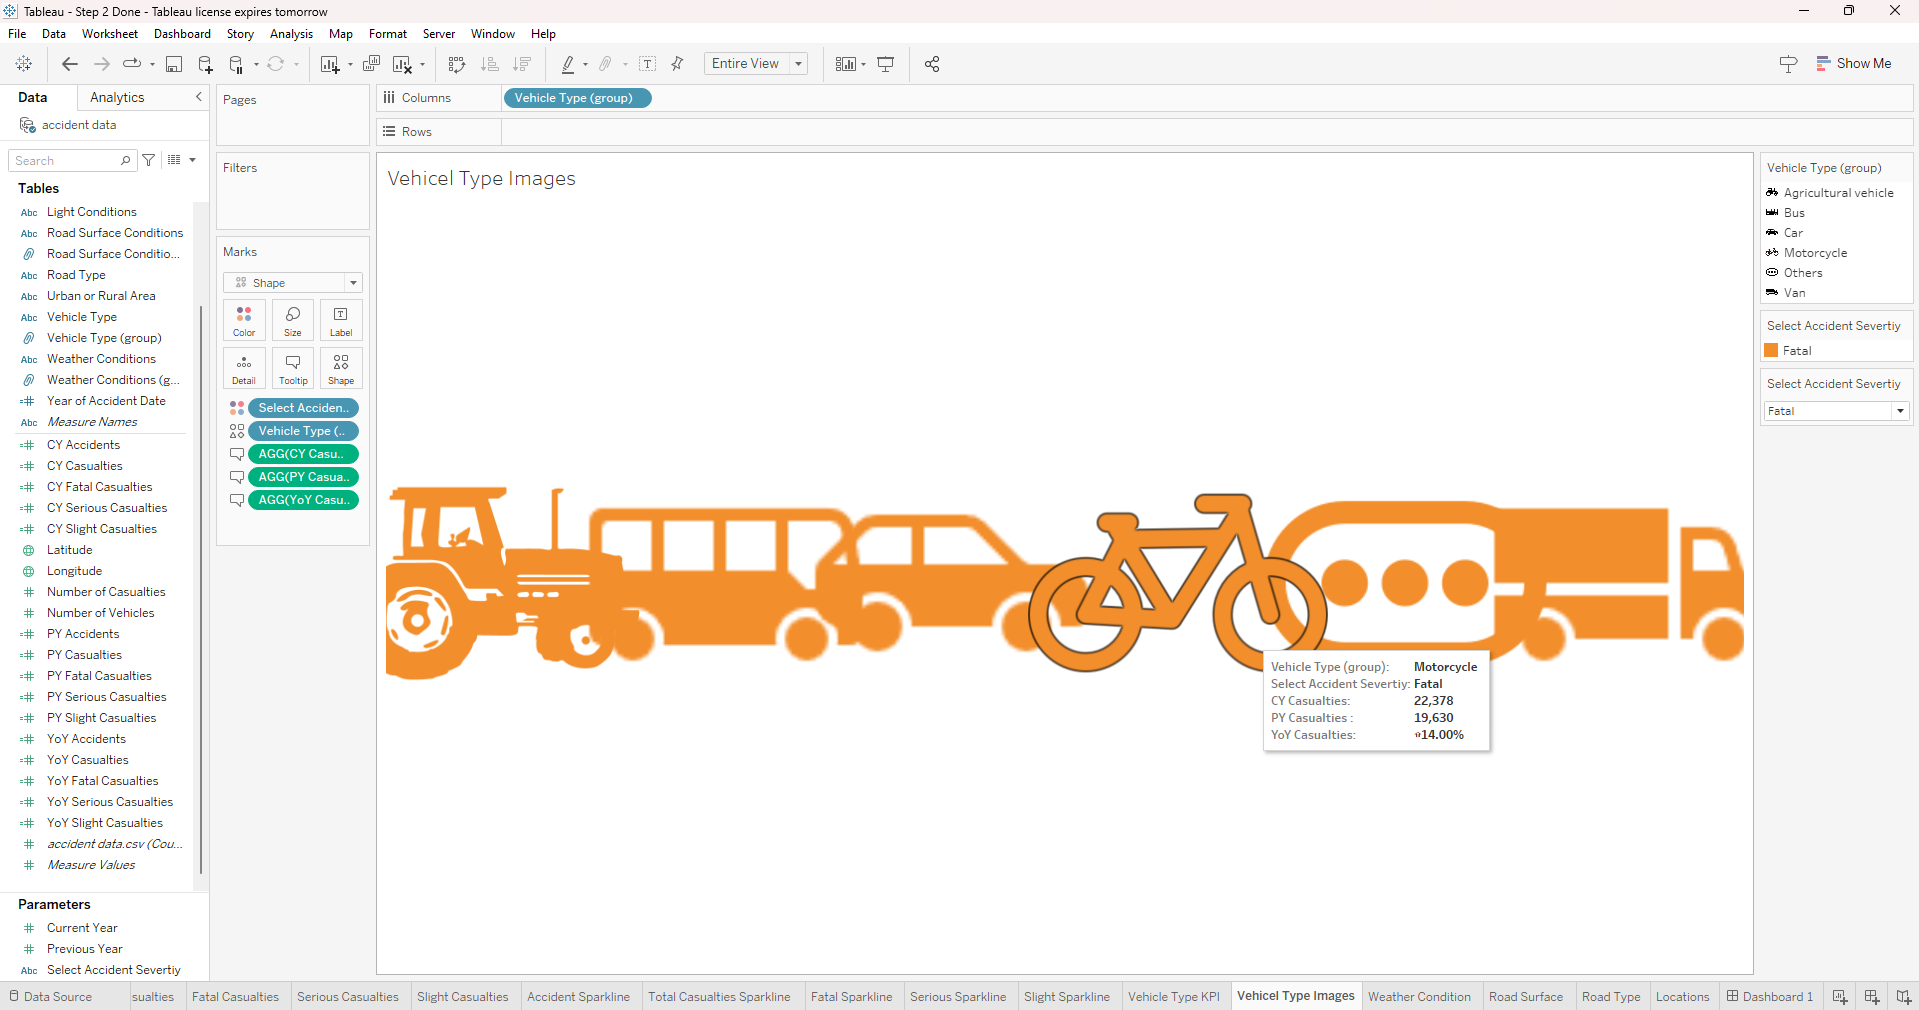 Tableau - Step 2 Done - Tableau license expires tomorrow
File Data Worksheet Dashboard Story Analysis Map Format Server Window Help
Entire View
Show Me
Data Analytics
accident data
Search
Tables
Light Conditions
Abc Road Surface Conditions
Road Surface Conditio...
Abc Road Type
Abc Urban or Rural Area
Abc Vehicle Type
Vehicle Type (group)
Abc Weather Conditions
Weather Conditions (g...
Year of Accident Date
Abc Measure Names
CY Accidents
CY Casualties
CY Fatal Casualties
CY Serious Casualties
CY Slight Casualties
Latitude
Longitude
Number of Casualties
Number of Vehicles
PY Accidents
PY Casualties
PY Fatal Casualties
PY Serious Casualties
PY Slight Casualties
YoY Accidents
YoY Casualties
YoY Fatal Casualties
YoY Serious Casualties
YoY Slight Casualties
accident data.csv (Cou...
Measure Values
Parameters
Current Year
Previous Year
Abc Select Accident Severtiy
Pages
Filters
Marks
Shape
Color Size Label
Detail Tooltip Shape
Select Acciden..
Vehicle Type (..
AGG(CY Casu..
AGG(PY Casua..
AGG(YoY Casu..
Columns Vehicle Type (group)
Rows
Vehicel Type Images
Vehicle Type (group): Motorcycle
Select Accident Severtiy: Fatal
CY Casualties: 22,378
PY Casualties : 19,630
YoY Casualties: 14.00%
Vehicle Type (group)
Agricultural vehicle
Bus
Car
Motorcycle
Others
Van
Select Accident Severtiy
Fatal
Select Accident Severtiy
Fatal
Data Source sualties Fatal Casualties Serious Casualties Slight Casualties Accident Sparkline Total Casualties Sparkline Fatal Sparkline Serious Sparkline Slight Sparkline Vehicle Type KPI Vehicel Type Images Weather Condition Road Surface Road Type Locations Dashboard 1